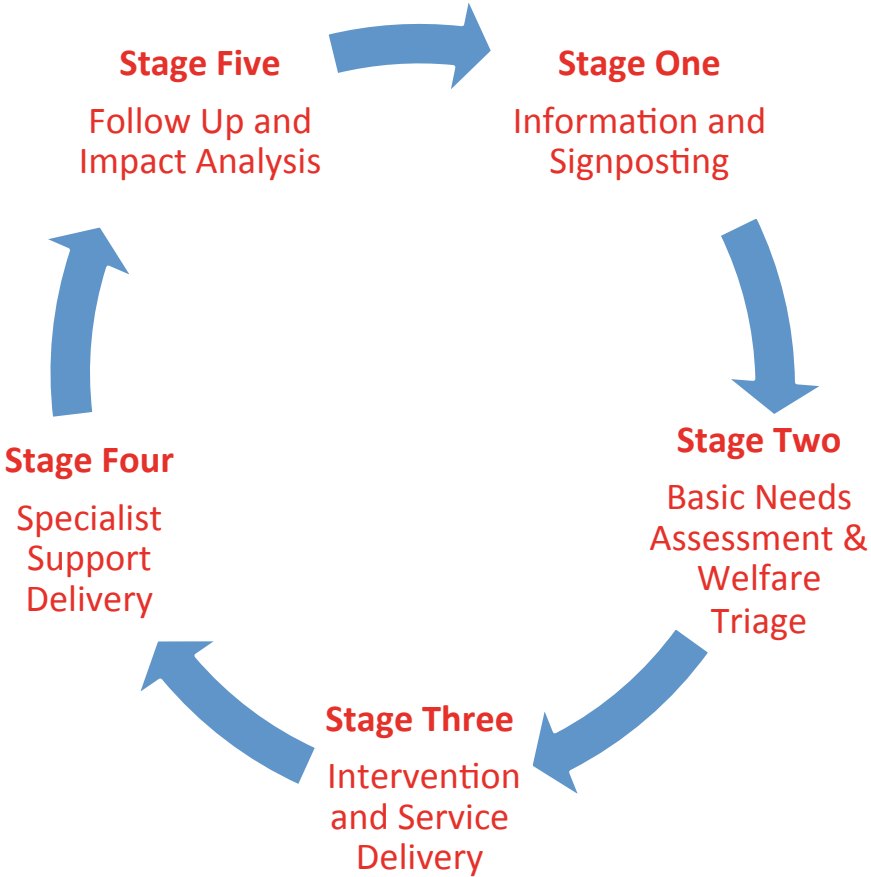 Stage One
Information and
Signposting
Stage Two
Basic Needs
Assessment &
Welfare
Triage
Stage Three
Intervention
and Service
Delivery
Stage Four
Specialist
Support
Delivery
Stage Five
Follow Up and
Impact Analysis